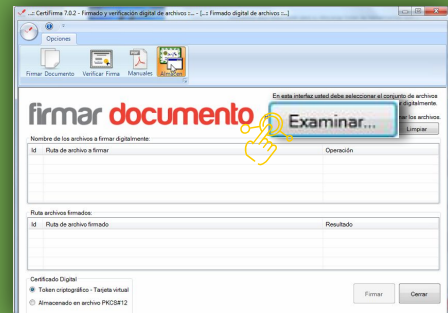 ..: CertiFirma 7.0.2 - Firmado y verificación digital de archivos ::.. - [..: Firmado digital de archivos ::..]
Opciones
Firmar Documento Verificar Firma Manuales AlmaCert
En esta interfaz usted debe seleccionar el conjunto de archivos
digitalmente.
firmar documento
los archivos.
Examinar...
Limpiar
Nombre de los archivos a firmar digitalmente:
Id Ruta de archivo a firmar Operación
Ruta archivos firmados:
Id Ruta de archivo firmado Resultado
Certificado Digital
Token criptográfico - Tarjeta virtual
Almacenado en archivo PKCS#12
Firmar Cerrar